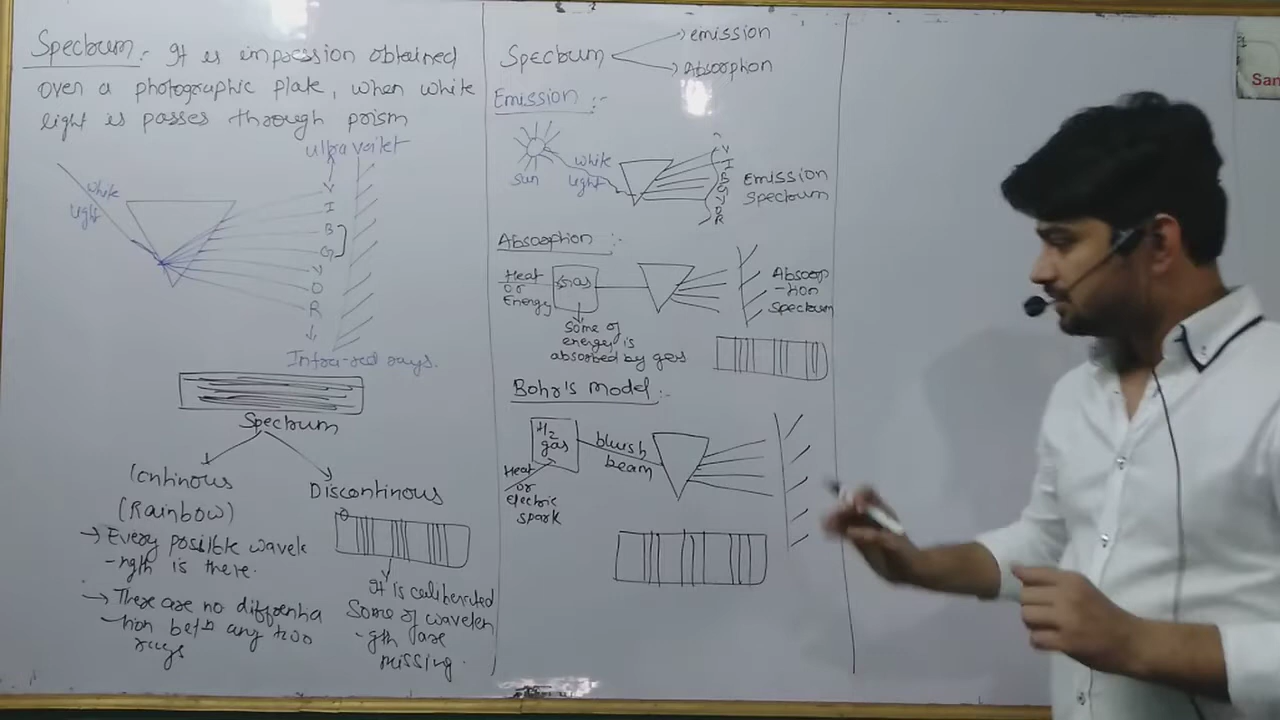 Spectrum :- It is impression obtained
over a photographic plate, when white
light is passes through prism
ultra voilet
white
light
V
I
B
G
Y
O
R
Infra-red rays.
Spectrum
Continous
(Rainbow)
→ Every possible wavele
-ngth is there.
→ There are no differentia
-tion betn any two
rays
Discontinous
It is caliberated
Some of wavelen
-gth are
missing.
Spectrum
→ emission
→ Absorption
Emission :-
Sun
white
light
V
I
B
G
Y
O
R
Emission
Spectrum
Absorption :-
Heat
or
Energy
Gas
Some of
energy is
absorbed by gas
Absorp
-tion
Spectrum
Bohr's Model :-
H2
gas
Heat
or
electric
spark
bluish
beam
San